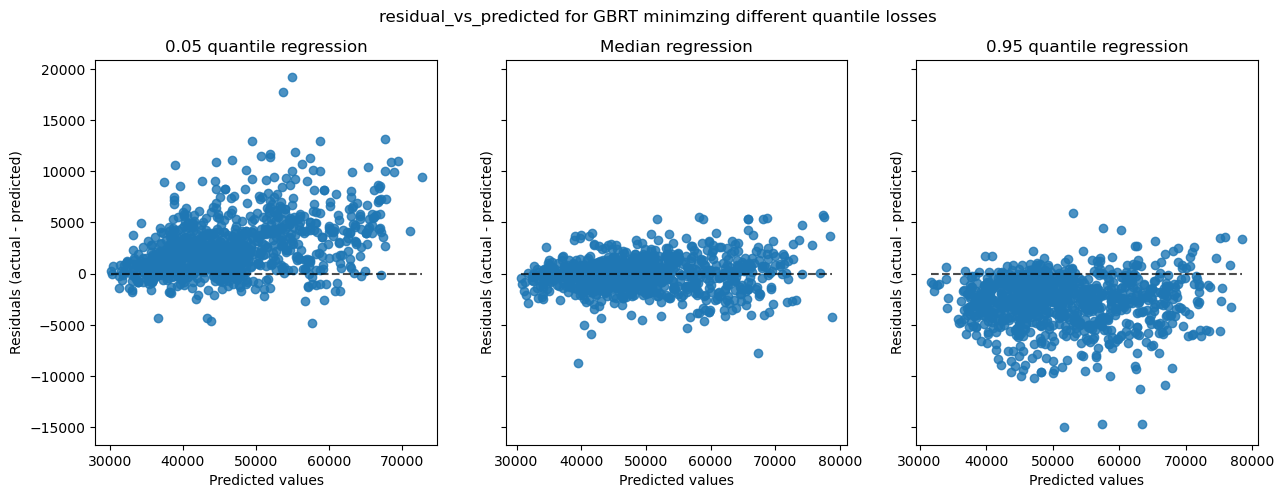 residual_vs_predicted for GBRT minimzing different quantile losses
0.05 quantile regression
Median regression
0.95 quantile regression
20000
15000
10000
5000
0
−5000
−10000
−15000
Residuals (actual - predicted)
Residuals (actual - predicted)
Residuals (actual - predicted)
30000 40000 50000 60000 70000
30000 40000 50000 60000 70000 80000
30000 40000 50000 60000 70000 80000
Predicted values
Predicted values
Predicted values